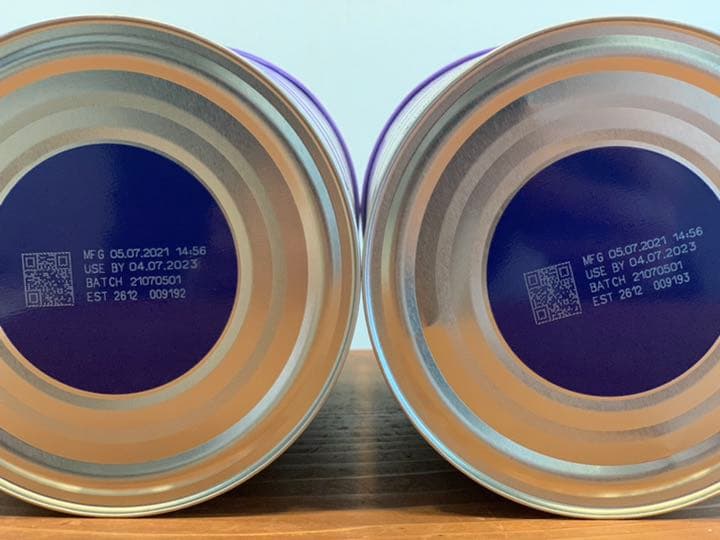 MFG 05.07.2021 14:56
USE BY 04.07.2023
BATCH 21070501
EST 2612 009192
MFG 05.07.2021 14:56
USE BY 04.07.2023
BATCH 21070501
EST 2612 009193